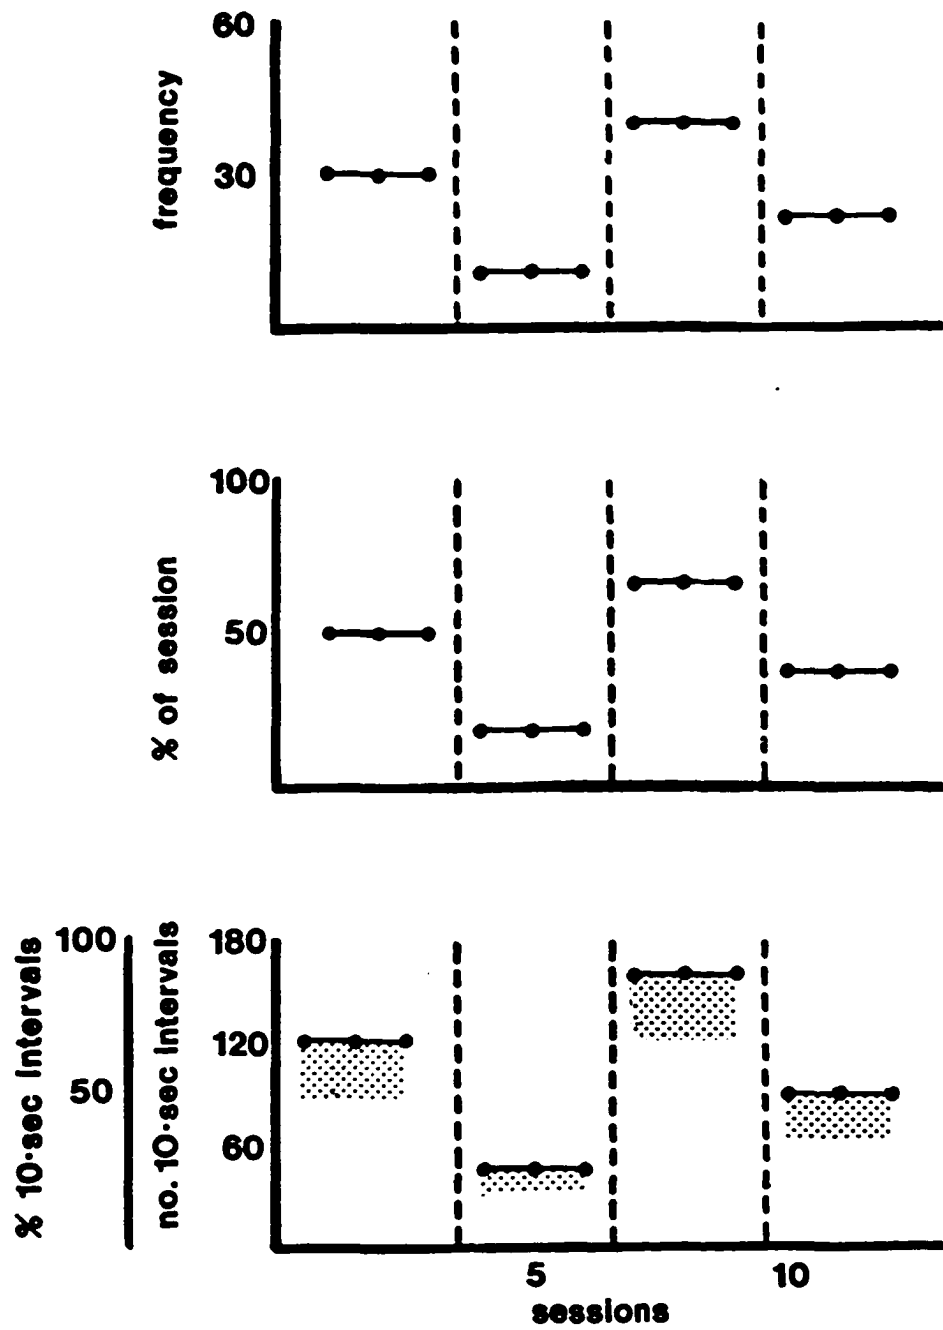 60
frequency
30
100
% of session
50
% 10-sec intervals
100
50
no. 10-sec intervals
180
120
60
5
10
sessions